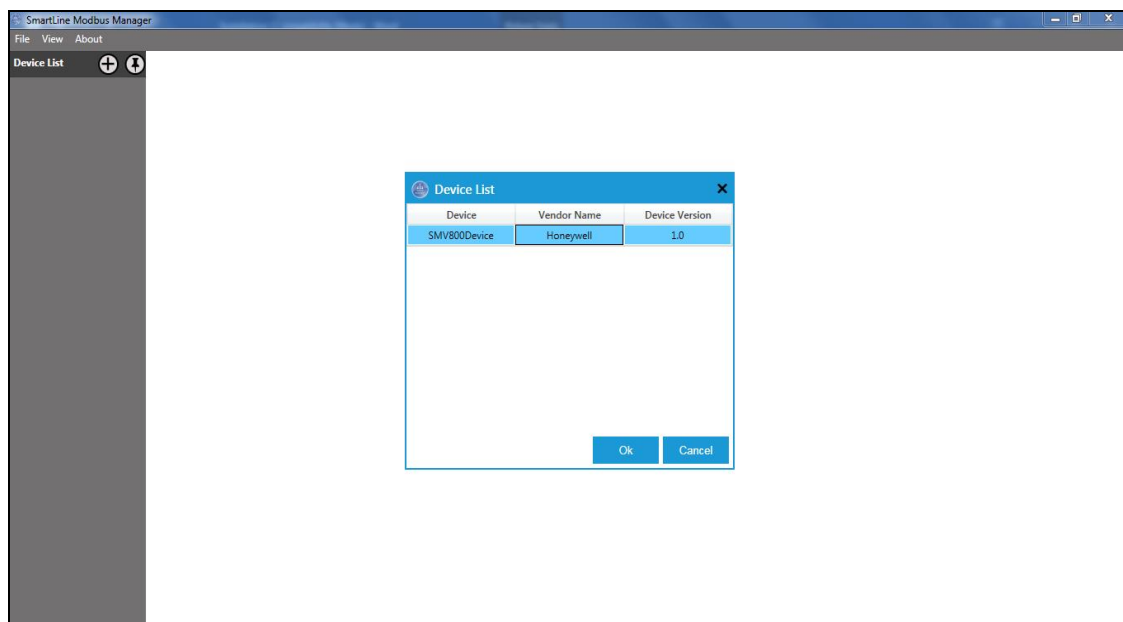 SmartLine Modbus Manager
File View About
Device List
Device List
Device Vendor Name Device Version
SMV800Device Honeywell 1.0
Ok Cancel